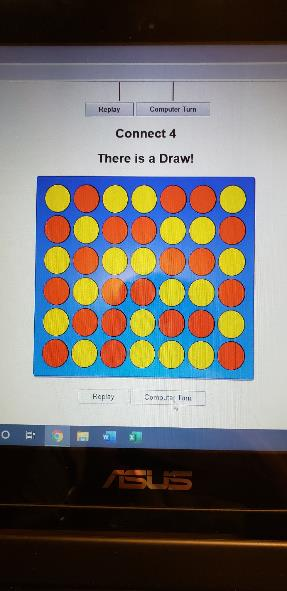 Replay Computer Turn
Connect 4
There is a Draw!
Replay Computer Turn
ASUS